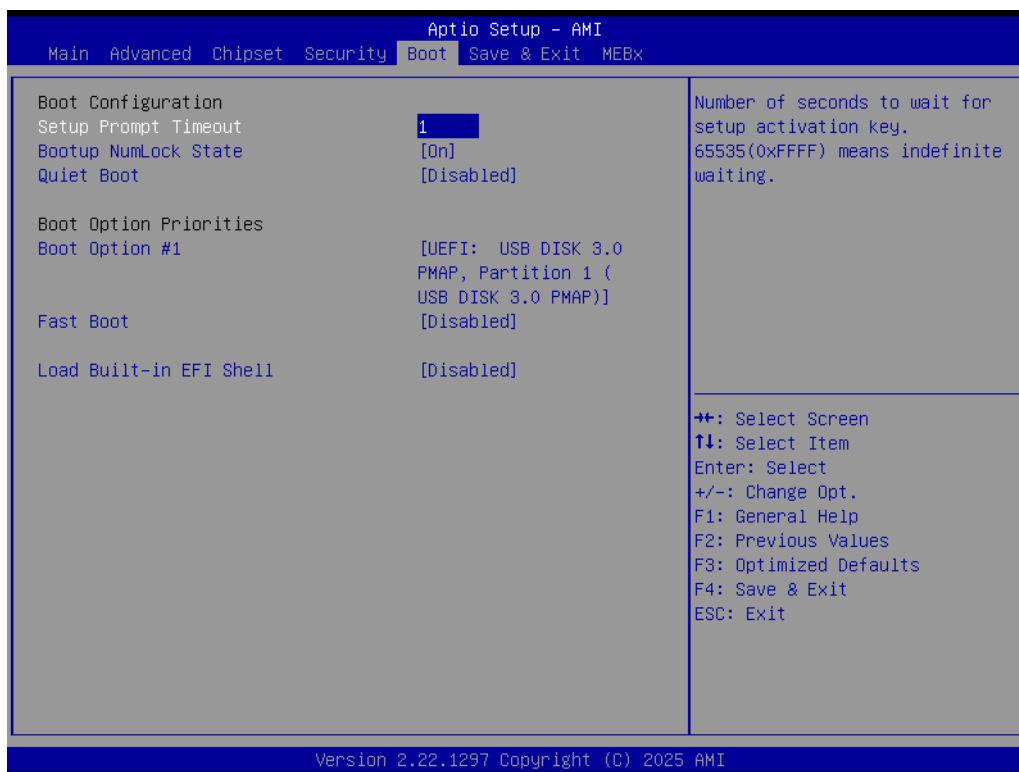 Aptio Setup - AMI
Main Advanced Chipset Security Boot Save & Exit MEBx
Boot Configuration
Setup Prompt Timeout 1
Bootup NumLock State [On]
Quiet Boot [Disabled]
Boot Option Priorities
Boot Option #1 [UEFI: USB DISK 3.0
PMAP, Partition 1 (
USB DISK 3.0 PMAP)]
Fast Boot [Disabled]
Load Built-in EFI Shell [Disabled]
Number of seconds to wait for
setup activation key.
65535(0xFFFF) means indefinite
waiting.
→←: Select Screen
↑↓: Select Item
Enter: Select
+/-: Change Opt.
F1: General Help
F2: Previous Values
F3: Optimized Defaults
F4: Save & Exit
ESC: Exit
Version 2.22.1297 Copyright (C) 2025 AMI